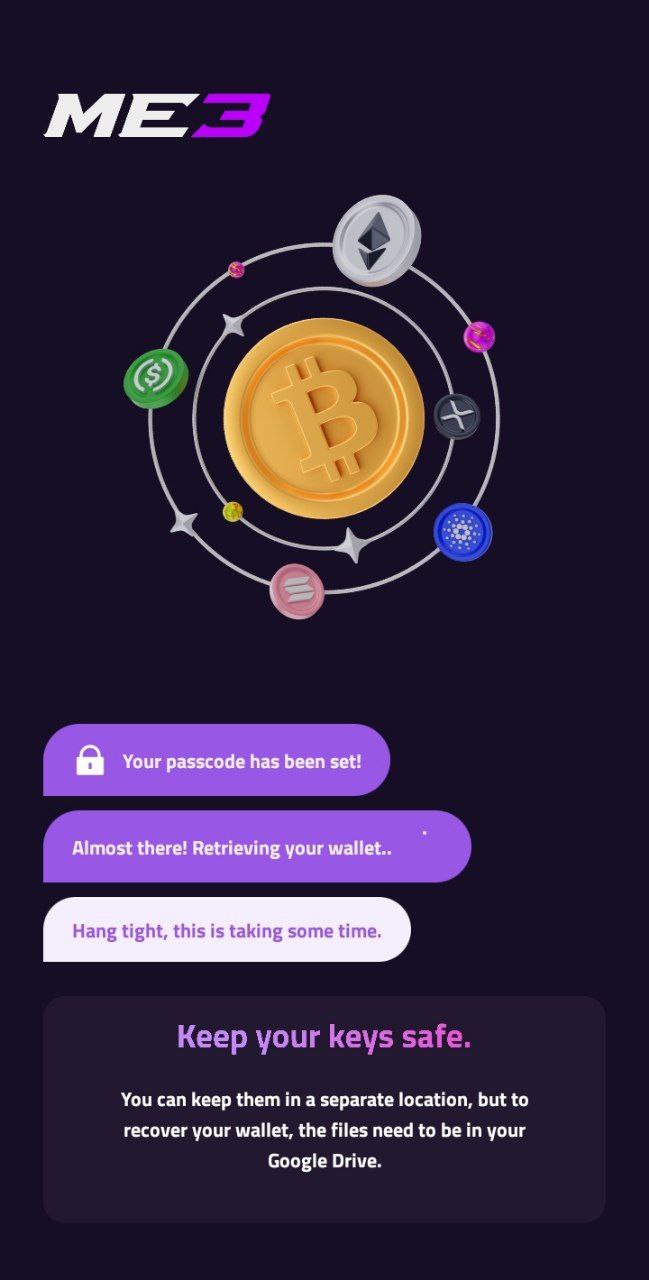 ME3
Your passcode has been set!
Almost there! Retrieving your wallet..
Hang tight, this is taking some time.
Keep your keys safe.
You can keep them in a separate location, but to
recover your wallet, the files need to be in your
Google Drive.